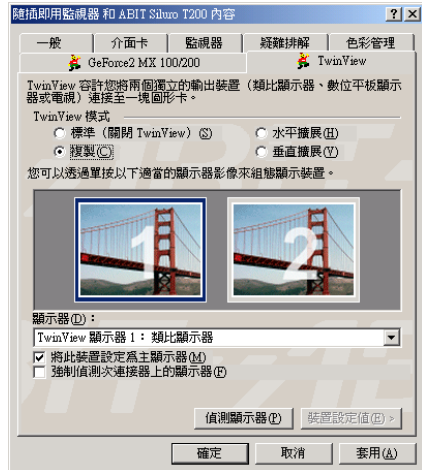 隨插即用監視器 和 ABIT Siluro T200 內容
一般 介面卡 監視器 疑難排解 色彩管理
GeForce2 MX 100/200 TwinView
TwinView 容許您將兩個獨立的輸出裝置（類比顯示器、數位平板顯示
器或電視）連接至一塊圖形卡。
TwinView 模式
標準（關閉 TwinView）(S) 水平擴展(H)
複製(C) 垂直擴展(V)
您可以透過單按以下適當的顯示器影像來組態顯示裝置。
1 2
顯示器(D)：
TwinView 顯示器 1： 類比顯示器
將此裝置設定為主顯示器(M)
強制偵測次連接器上的顯示器(F)
偵測顯示器(P) 裝置設定值(E) >
確定 取消 套用(A)